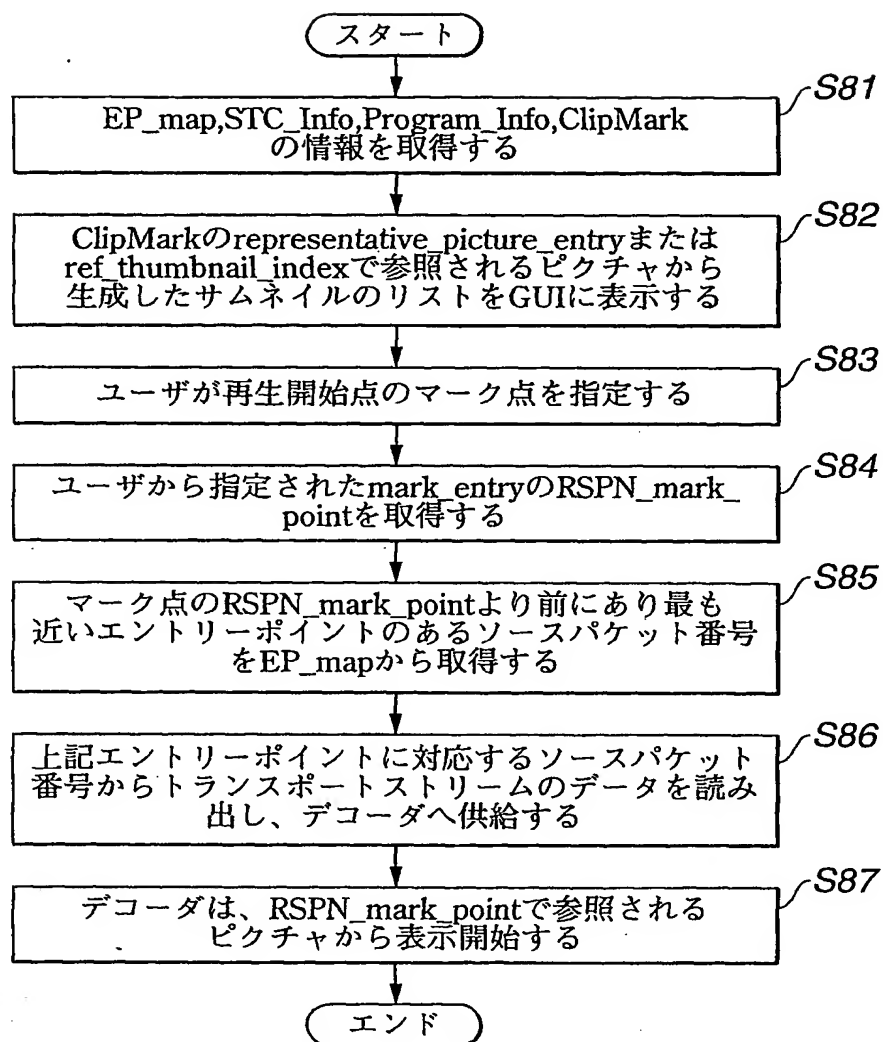 スタート
S81
EP_map,STC_Info,Program_Info,ClipMark
の情報を取得する
S82
ClipMarkのrepresentative_picture_entryまたは
ref_thumbnail_indexで参照されるピクチャから
生成したサムネイルのリストをGUIに表示する
S83
ユーザが再生開始点のマーク点を指定する
S84
ユーザから指定されたmark_entryのRSPN_mark_
pointを取得する
S85
マーク点のRSPN_mark_pointより前にあり最も
近いエントリーポイントのあるソースパケット番号
をEP_mapから取得する
S86
上記エントリーポイントに対応するソースパケット
番号からトランスポートストリームのデータを読み
出し、デコーダへ供給する
S87
デコーダは、RSPN_mark_pointで参照される
ピクチャから表示開始する
エンド